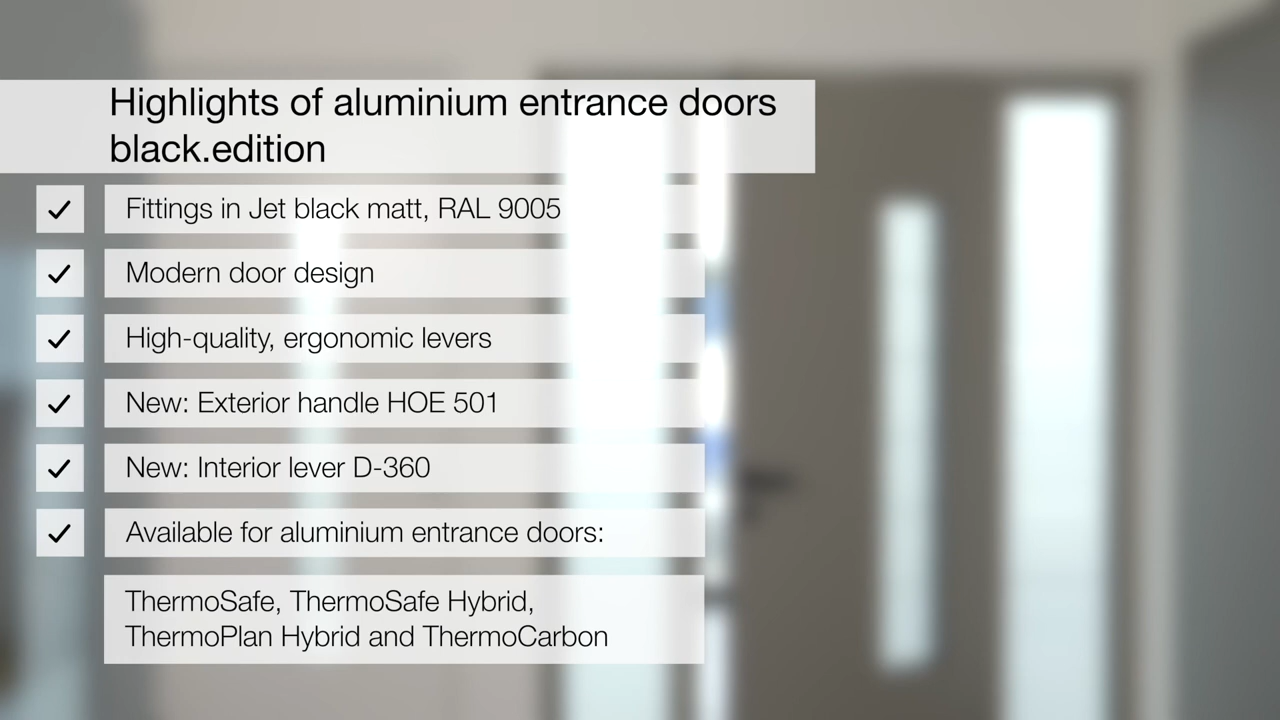 Highlights of aluminium entrance doors
black.edition
Fittings in Jet black matt, RAL 9005
Modern door design
High-quality, ergonomic levers
New: Exterior handle HOE 501
New: Interior lever D-360
Available for aluminium entrance doors:
ThermoSafe, ThermoSafe Hybrid,
ThermoPlan Hybrid and ThermoCarbon